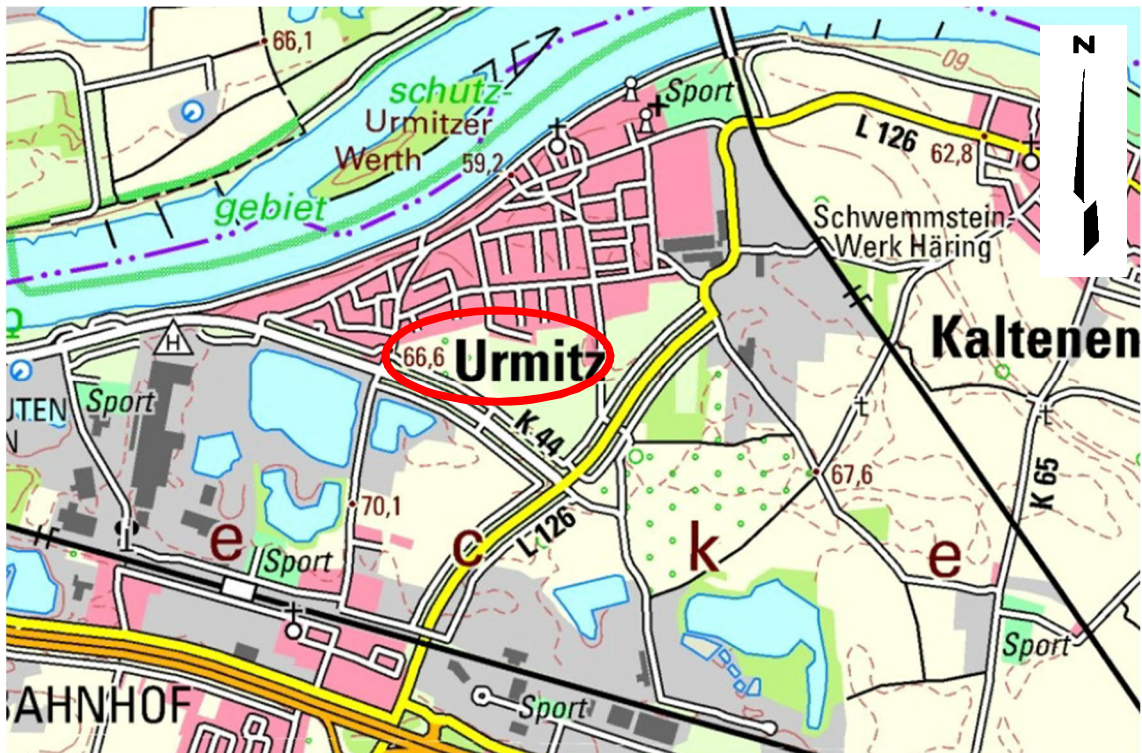 66,1
N
schutz-
Sport
09
Urmitzer
L 126
Werth
59,2
62,8
gebiet
Schwemmstein-
Werk Häring
H
66,6
Urmitz
Kaltenen
UTEN
N
Sport
K 44
67,6
K 65
70,1
L 126
e
c
k
e
Sport
Sport
AHNHOF
Sport